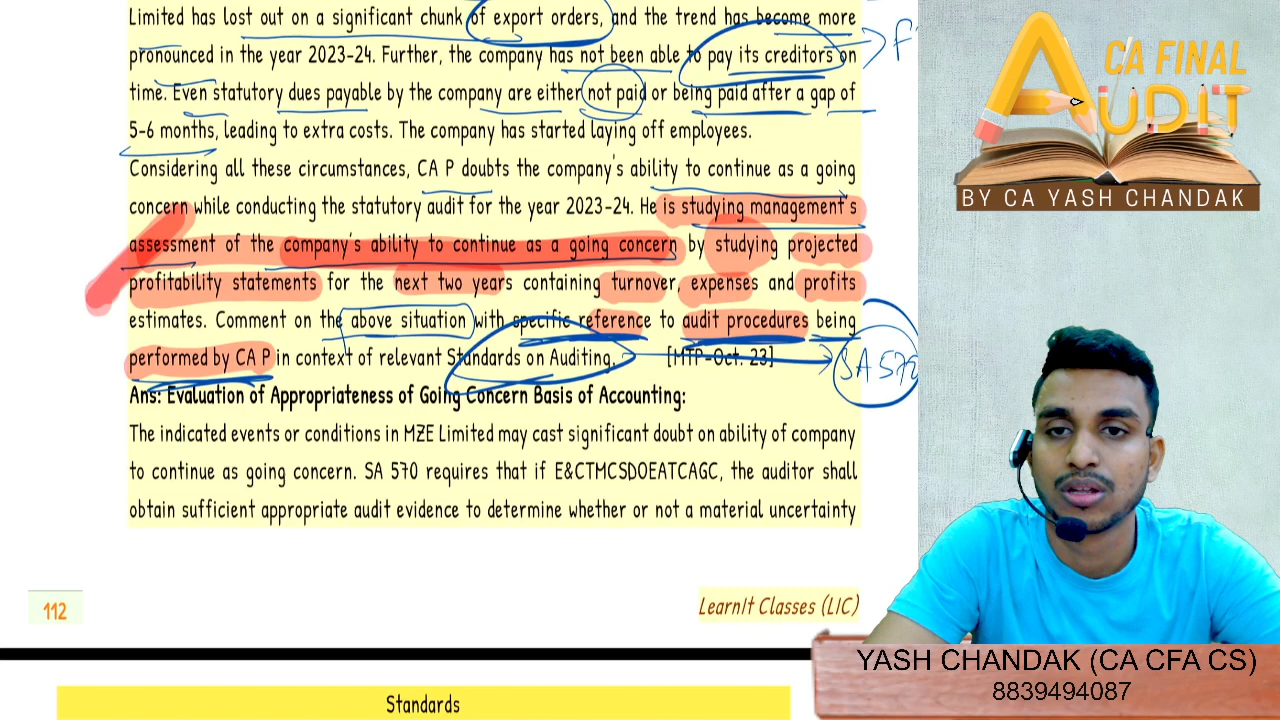 Limited has lost out on a significant chunk of export orders, and the trend has become more
pronounced in the year 2023-24. Further, the company has not been able to pay its creditors on
time. Even statutory dues payable by the company are either not paid or being paid after a gap of
5-6 months, leading to extra costs. The company has started laying off employees.
Considering all these circumstances, CA P doubts the company's ability to continue as a going
concern while conducting the statutory audit for the year 2023-24. He is studying management's
assessment of the company's ability to continue as a going concern by studying projected
profitability statements for the next two years containing turnover, expenses and profits
estimates. Comment on the above situation with specific reference to audit procedures being
performed by CA P in context of relevant Standards on Auditing. [MTP-Oct. 23]
SA 570
Ans: Evaluation of Appropriateness of Going Concern Basis of Accounting:
The indicated events or conditions in MZE Limited may cast significant doubt on ability of company
to continue as going concern. SA 570 requires that if E&CTMCSDOEATCAGC, the auditor shall
obtain sufficient appropriate audit evidence to determine whether or not a material uncertainty
112
LearnIt Classes (LIC)
Standards
CA FINAL
AUDIT
BY CA YASH CHANDAK
YASH CHANDAK (CA CFA CS)
8839494087